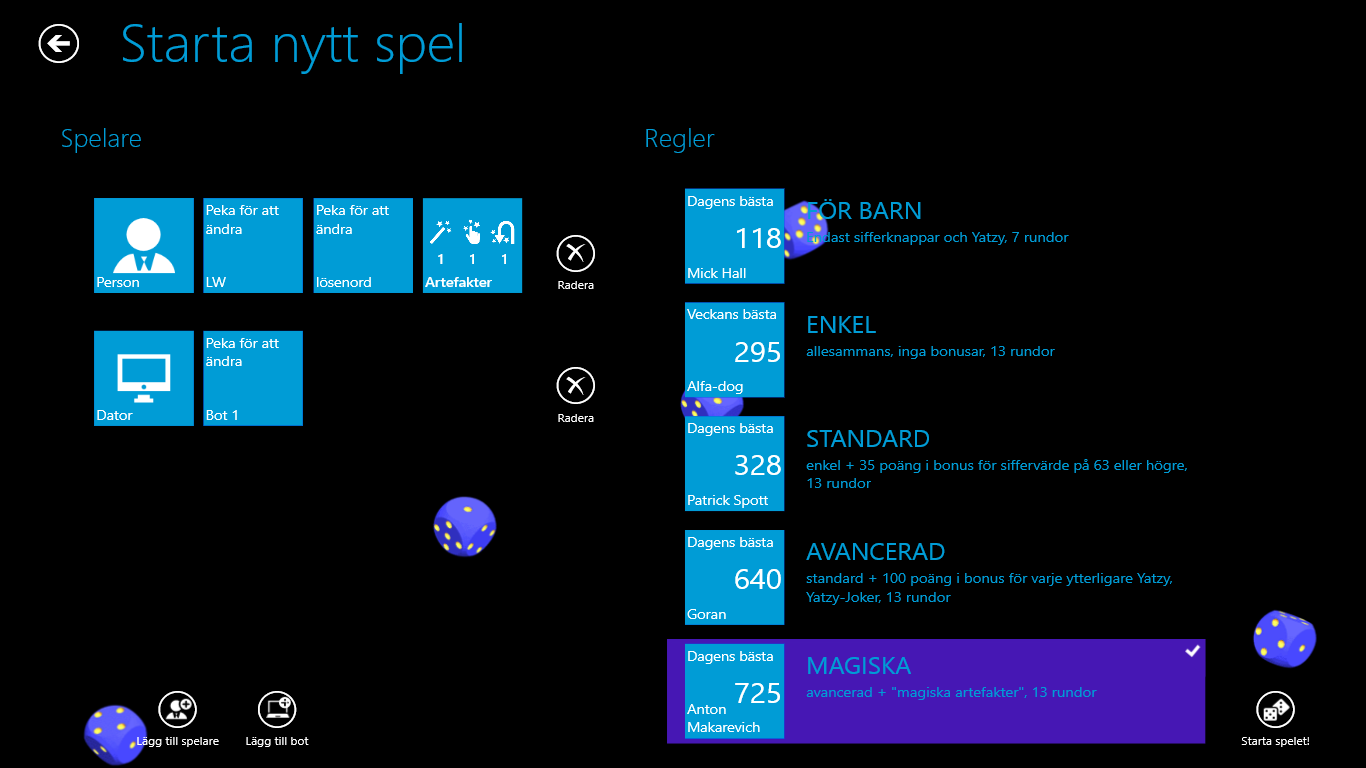 Starta nytt spel
Spelare
Peka för att
ändra
Peka för att
ändra
1 1 1
Person
LW
lösenord
Artefakter
Radera
Peka för att
ändra
Dator
Bot 1
Radera
Lägg till spelare
Lägg till bot
Regler
Dagens bästa
118
Mick Hall
FÖR BARN
dast sifferknappar och Yatzy, 7 rundor
Veckans bästa
295
Alfa-dog
ENKEL
allesammans, inga bonusar, 13 rundor
Dagens bästa
328
Patrick Spott
STANDARD
enkel + 35 poäng i bonus för siffervärde på 63 eller högre,
13 rundor
Dagens bästa
640
Goran
AVANCERAD
standard + 100 poäng i bonus för varje ytterligare Yatzy,
Yatzy-Joker, 13 rundor
Dagens bästa
725
Anton
Makarevich
MAGISKA
avancerad + "magiska artefakter", 13 rundor
Starta spelet!